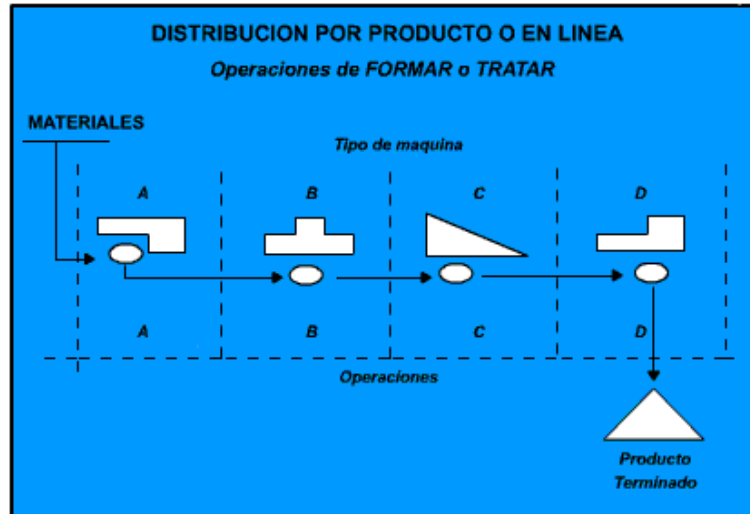 DISTRIBUCION POR PRODUCTO O EN LINEA
Operaciones de FORMAR o TRATAR
MATERIALES
Tipo de maquina
A B C D
A B C D
Operaciones
Producto
Terminado